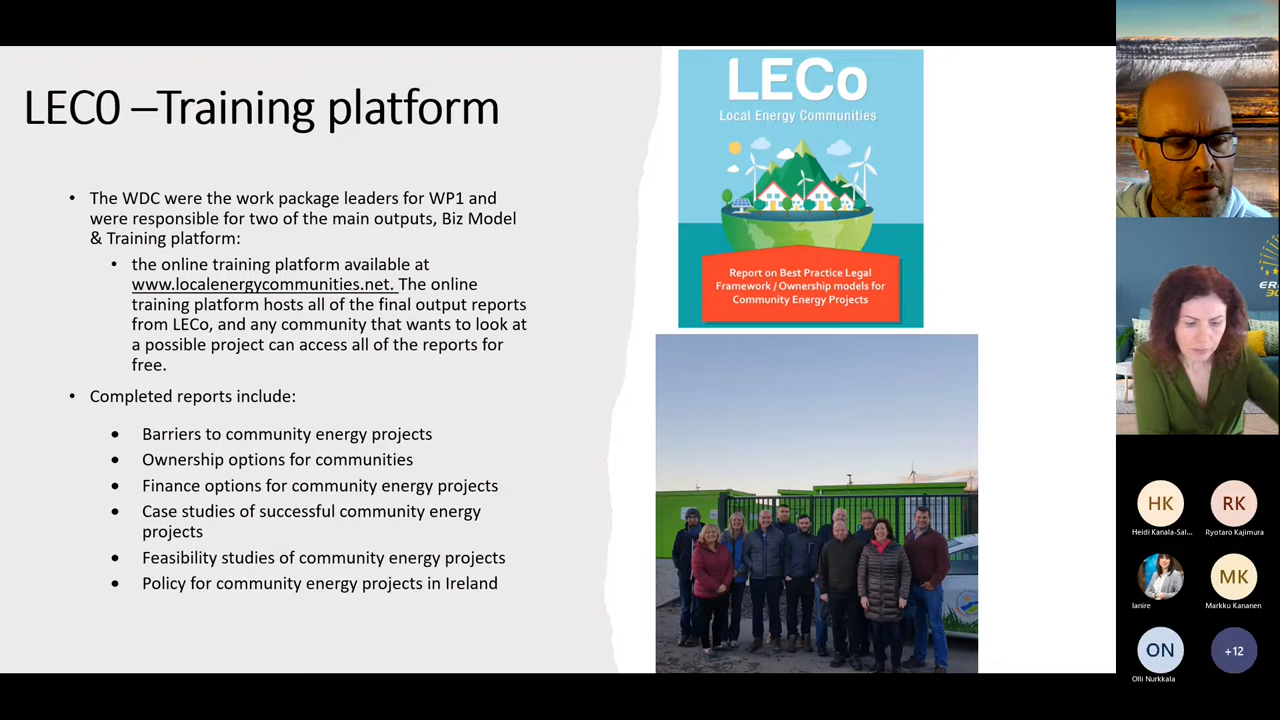 LEC0 –Training platform
• The WDC were the work package leaders for WP1 and
were responsible for two of the main outputs, Biz Model
& Training platform:
• the online training platform available at
www.localenergycommunities.net. The online
training platform hosts all of the final output reports
from LECo, and any community that wants to look at
a possible project can access all of the reports for
free.
• Completed reports include:
• Barriers to community energy projects
• Ownership options for communities
• Finance options for community energy projects
• Case studies of successful community energy
projects
• Feasibility studies of community energy projects
• Policy for community energy projects in Ireland
LECo
Local Energy Communities
Report on Best Practice Legal
Framework / Ownership models for
Community Energy Projects
HK
Heidi Kanala-Sal...
RK
Ryotaro Kajimura
Ianire
MK
Markku Kananen
ON
Olli Nurkkala
+12